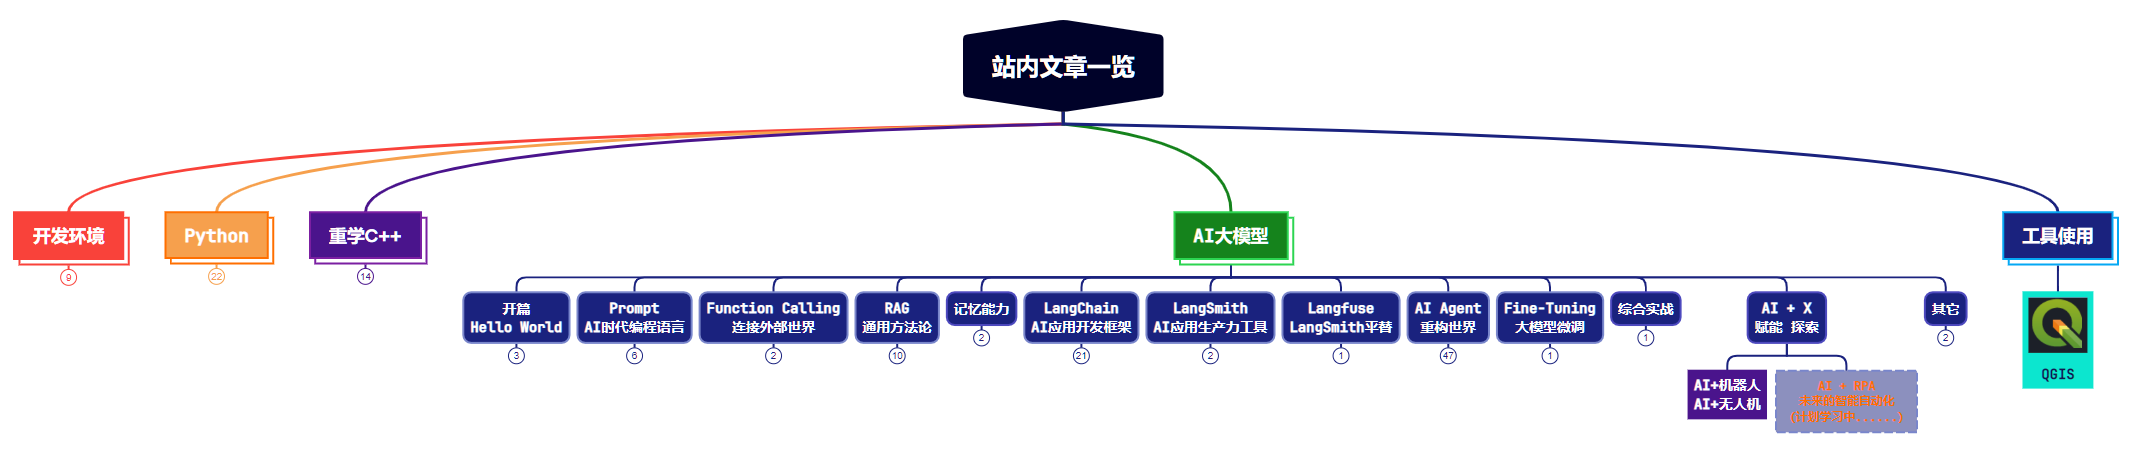 站内文章一览
开发环境
9
Python
22
重学C++
14
AI大模型
工具使用
开篇
Hello World
3
Prompt
AI时代编程语言
6
Function Calling
连接外部世界
2
RAG
通用方法论
10
记忆能力
2
LangChain
AI应用开发框架
21
LangSmith
AI应用生产力工具
2
Langfuse
LangSmith平替
1
AI Agent
重构世界
47
Fine-Tuning
大模型微调
1
综合实战
1
AI + X
赋能 探索
AI+机器人
AI+无人机
AI + RPA
未来的智能自动化
(计划学习中......)
其它
2
QGIS